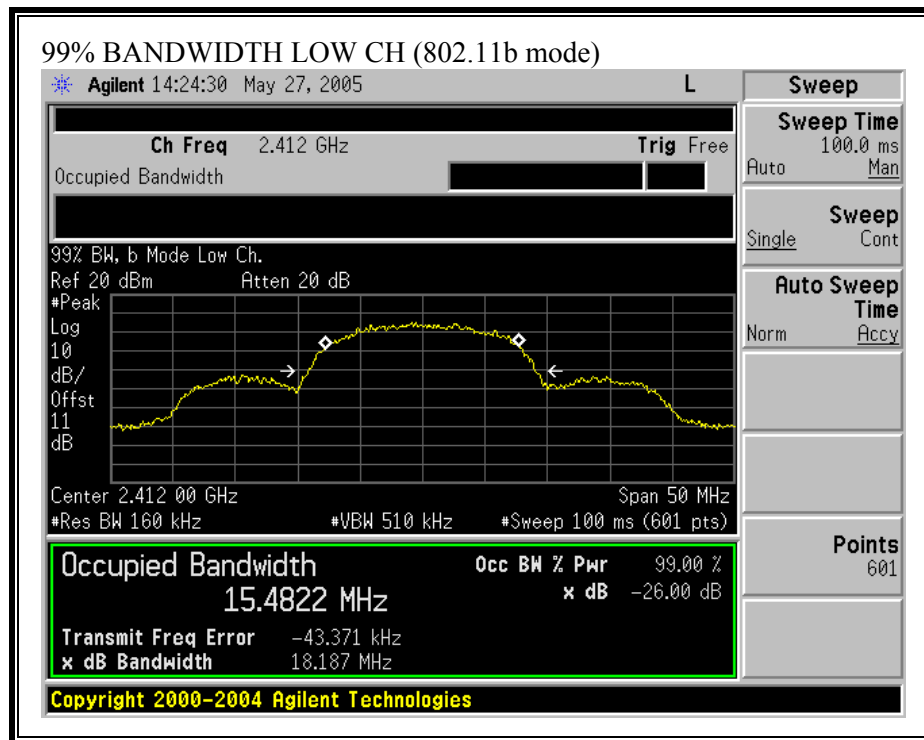 99% BANDWIDTH LOW CH (802.11b mode)
Agilent 14:24:30 May 27, 2005 L
Sweep
Ch Freq 2.412 GHz Trig Free
Occupied Bandwidth
Sweep Time
100.0 ms
Auto Man
Sweep
Single Cont
Auto Sweep
Time
Norm Accy
99% BW, b Mode Low Ch.
Ref 20 dBm Atten 20 dB
#Peak
Log
10
dB/
Offst
11
dB
Center 2.412 00 GHz Span 50 MHz
#Res BW 160 kHz #VBW 510 kHz #Sweep 100 ms (601 pts)
Points
601
Occupied Bandwidth Occ BW % Pwr 99.00 %
15.4822 MHz x dB -26.00 dB
Transmit Freq Error -43.371 kHz
x dB Bandwidth 18.187 MHz
Copyright 2000-2004 Agilent Technologies